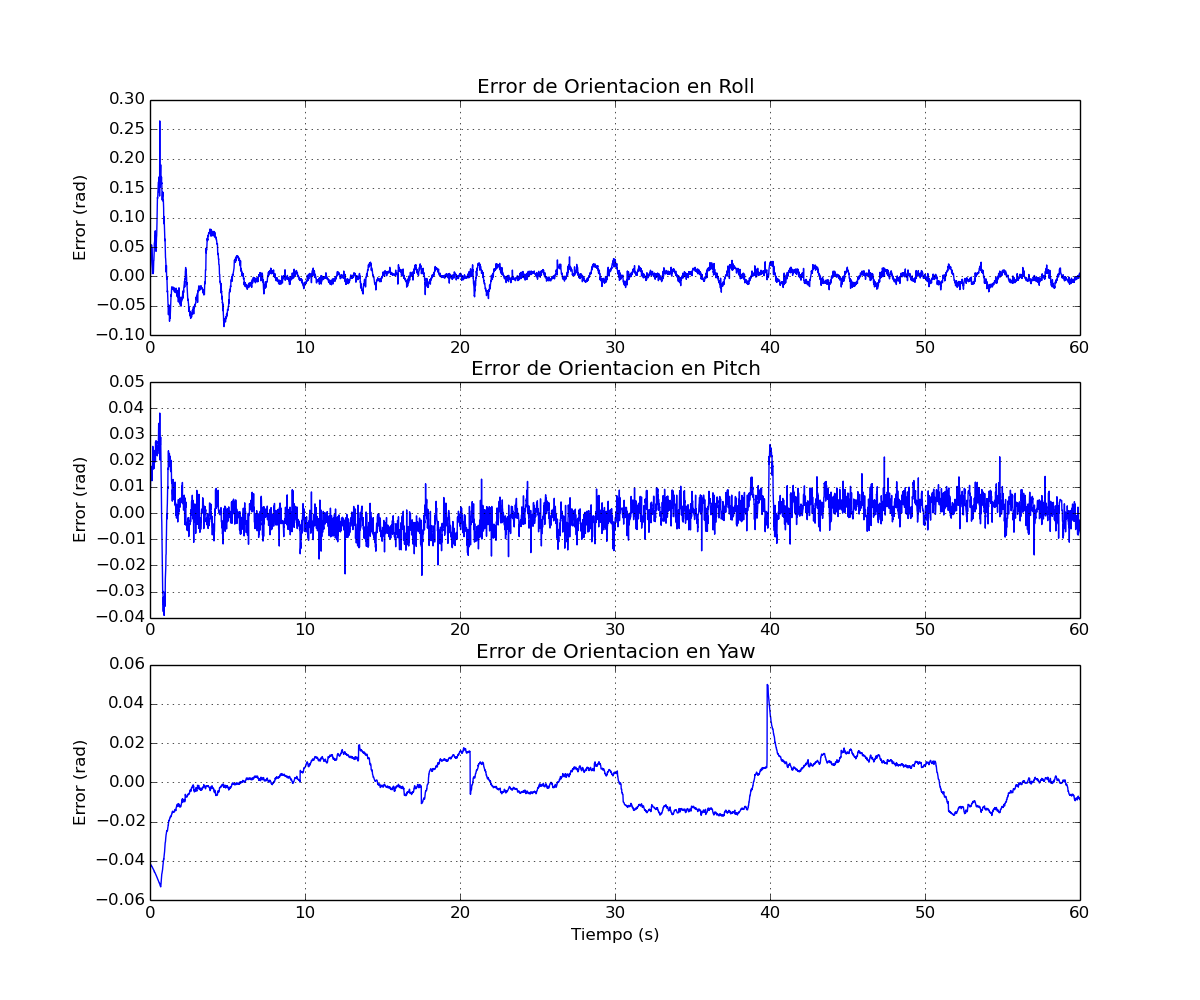 Error de Orientacion en Roll
0.30
0.25
0.20
0.15
0.10
0.05
0.00
−0.05
−0.10
Error (rad)
0 10 20 30 40 50 60
Error de Orientacion en Pitch
0.05
0.04
0.03
0.02
0.01
0.00
−0.01
−0.02
−0.03
−0.04
Error (rad)
0 10 20 30 40 50 60
Error de Orientacion en Yaw
0.06
0.04
0.02
0.00
−0.02
−0.04
−0.06
Error (rad)
0 10 20 30 40 50 60
Tiempo (s)